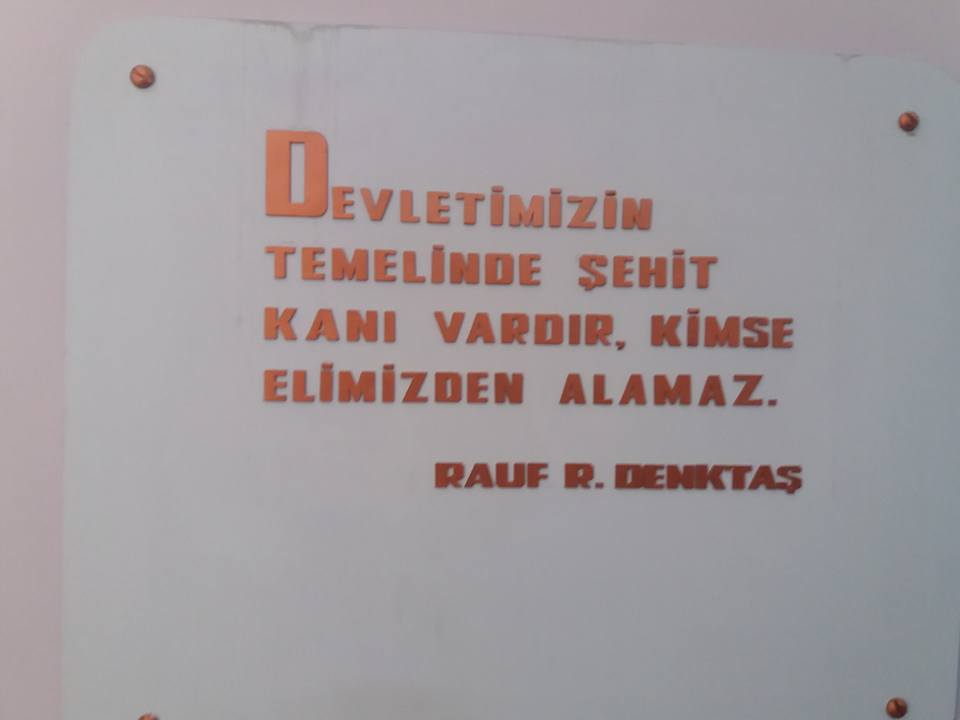 DEVLETİMİZİN
TEMELİNDE ŞEHİT
KANI VARDIR, KİMSE
ELİMİZDEN ALAMAZ.
RAUF R. DENKTAŞ